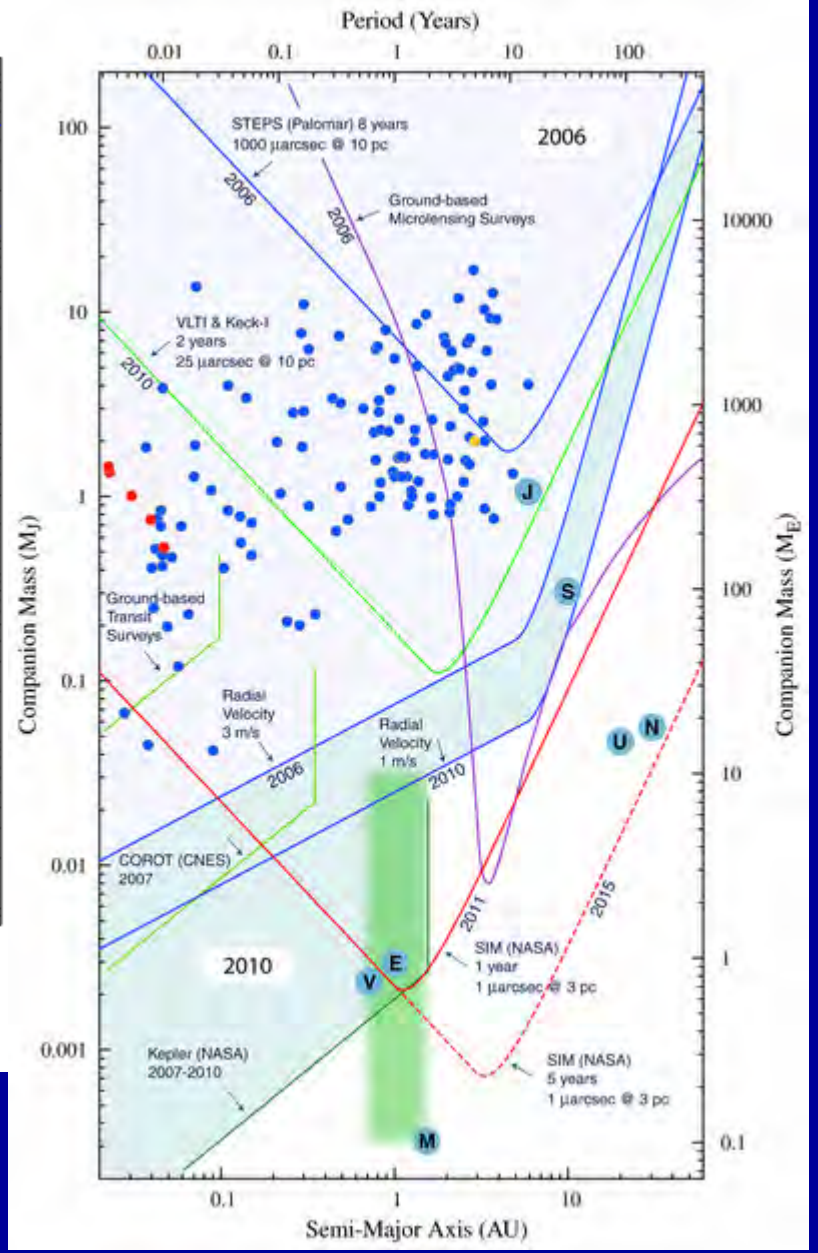 Period (Years)
0.01 0.1 1 10 100
STEPS (Palomar) 8 years
1000 µarcsec @ 10 pc
2006
2006
Ground-based
Microlensing Surveys
2006
VLTI & Keck-I
2 years
25 µarcsec @ 10 pc
2010
Ground-based
Transit
Surveys
Radial
Velocity
3 m/s
2006
Radial
Velocity
1 m/s
2010
COROT (CNES)
2007
2010
Kepler (NASA)
2007-2010
2011
SIM (NASA)
1 year
1 µarcsec @ 3 pc
2015
SIM (NASA)
5 years
1 µarcsec @ 3 pc
J
S
U
N
E
V
M
Companion Mass (MJ)
100
10
1
0.1
0.01
0.001
Companion Mass (ME)
10000
1000
100
10
1
0.1
0.1 1 10
Semi-Major Axis (AU)